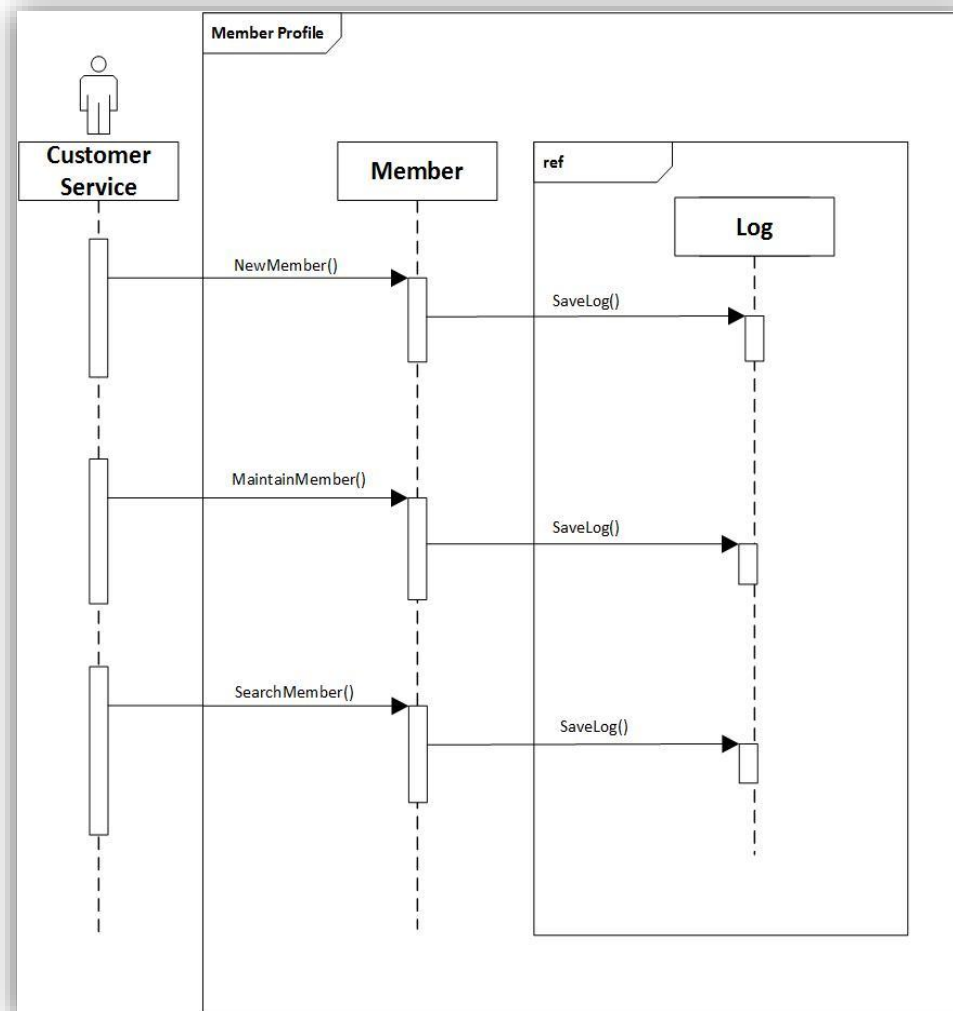 Member Profile
Customer
Service
Member
ref
Log
NewMember()
SaveLog()
MaintainMember()
SaveLog()
SearchMember()
SaveLog()